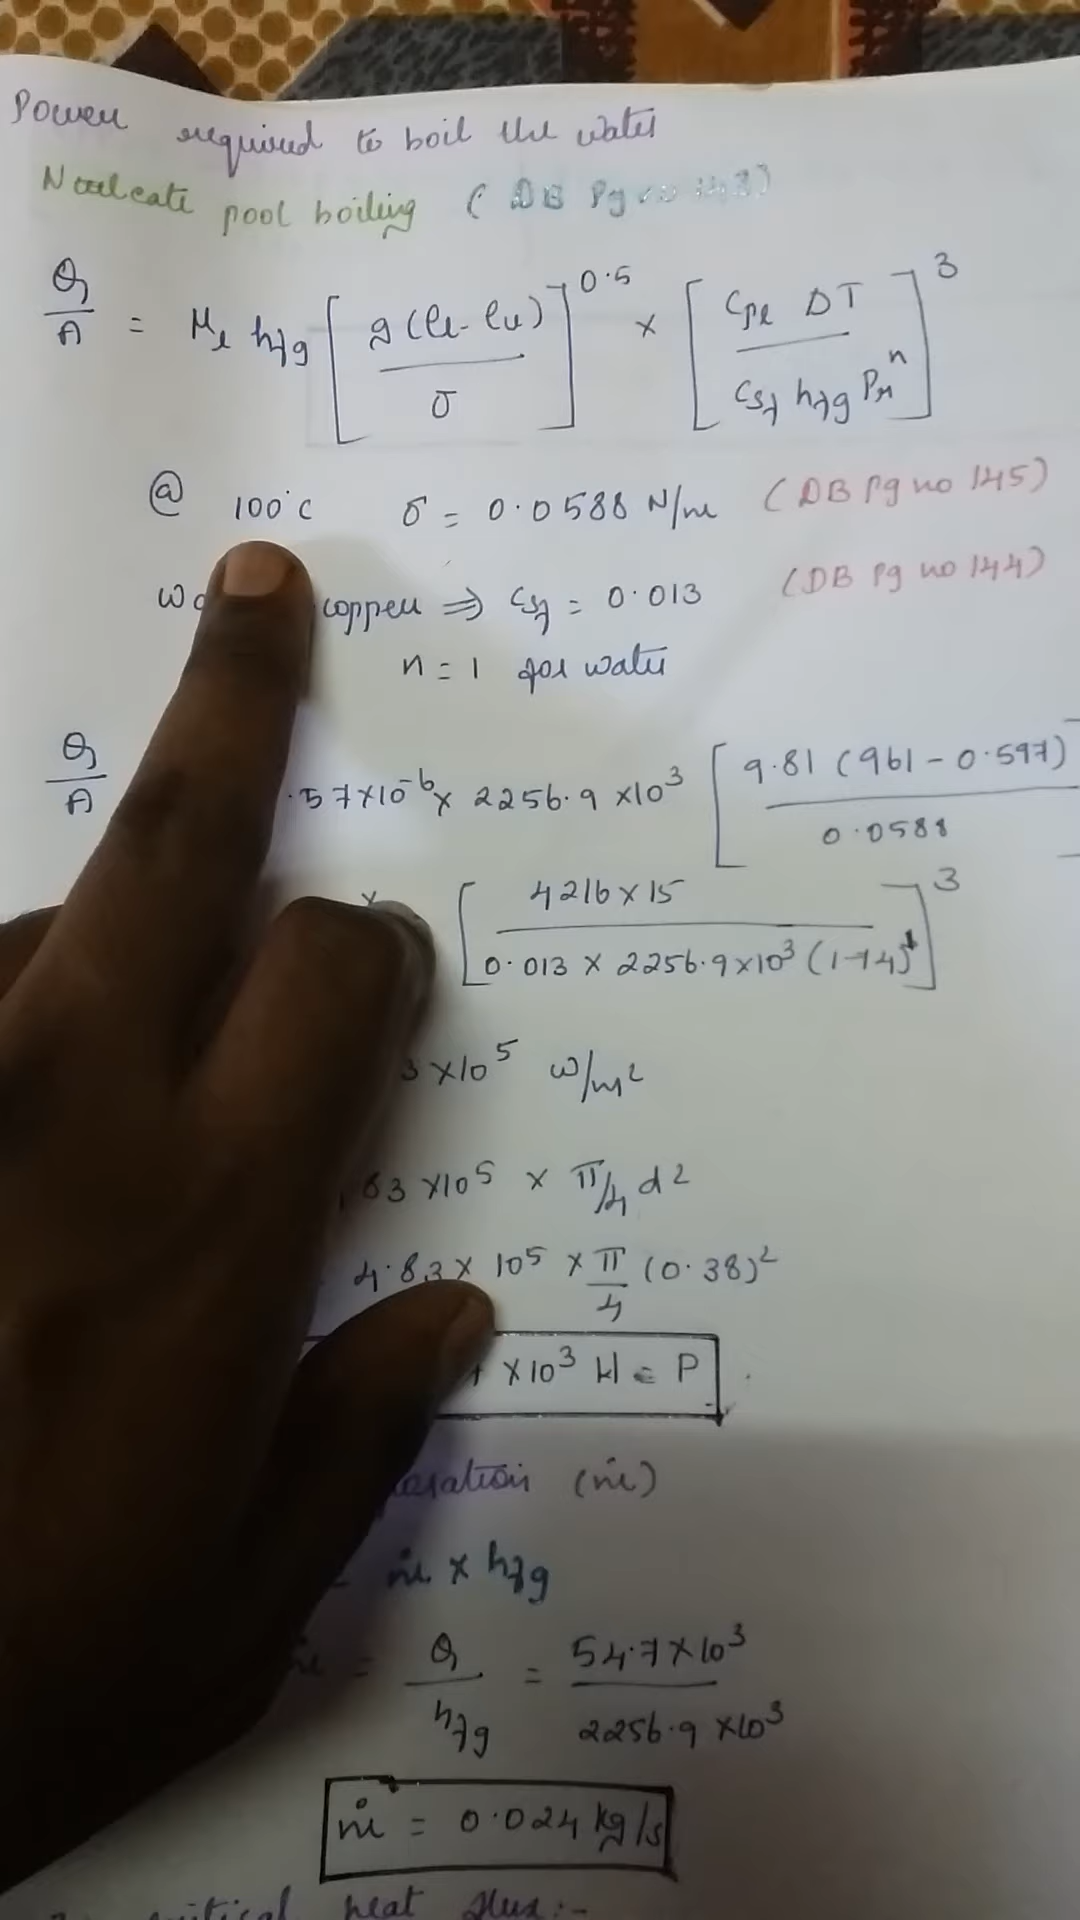 Power required to boil the water
Nucleate pool boiling (DB Pg no 143)
Q/A = μl hfg [g(ρl - ρv)/σ]^0.5 × [Cpl ΔT / Csf hfg Pr^n]^3
@ 100°C σ = 0.0588 N/m (DB Pg no 145)
copper ⇒ Csf = 0.013 (DB Pg no 144)
n = 1 for water
Q/A .57×10^-6 × 2256.9 ×10^3 [9.81 (961 - 0.597) / 0.0588]
× [4216×15 / 0.013 × 2256.9×10^3 (1.74)^1]^3
3 ×10^5 W/m²
.83 ×10^5 × π/4 d²
4.83× 10^5 × π/4 (0.38)²
×10^3 W = P
(ṁ)
ṁ × hfg
= Q/hfg = 54.7×10^3 / 2256.9 ×10^3
ṁ = 0.024 kg/s
critical heat flux:-